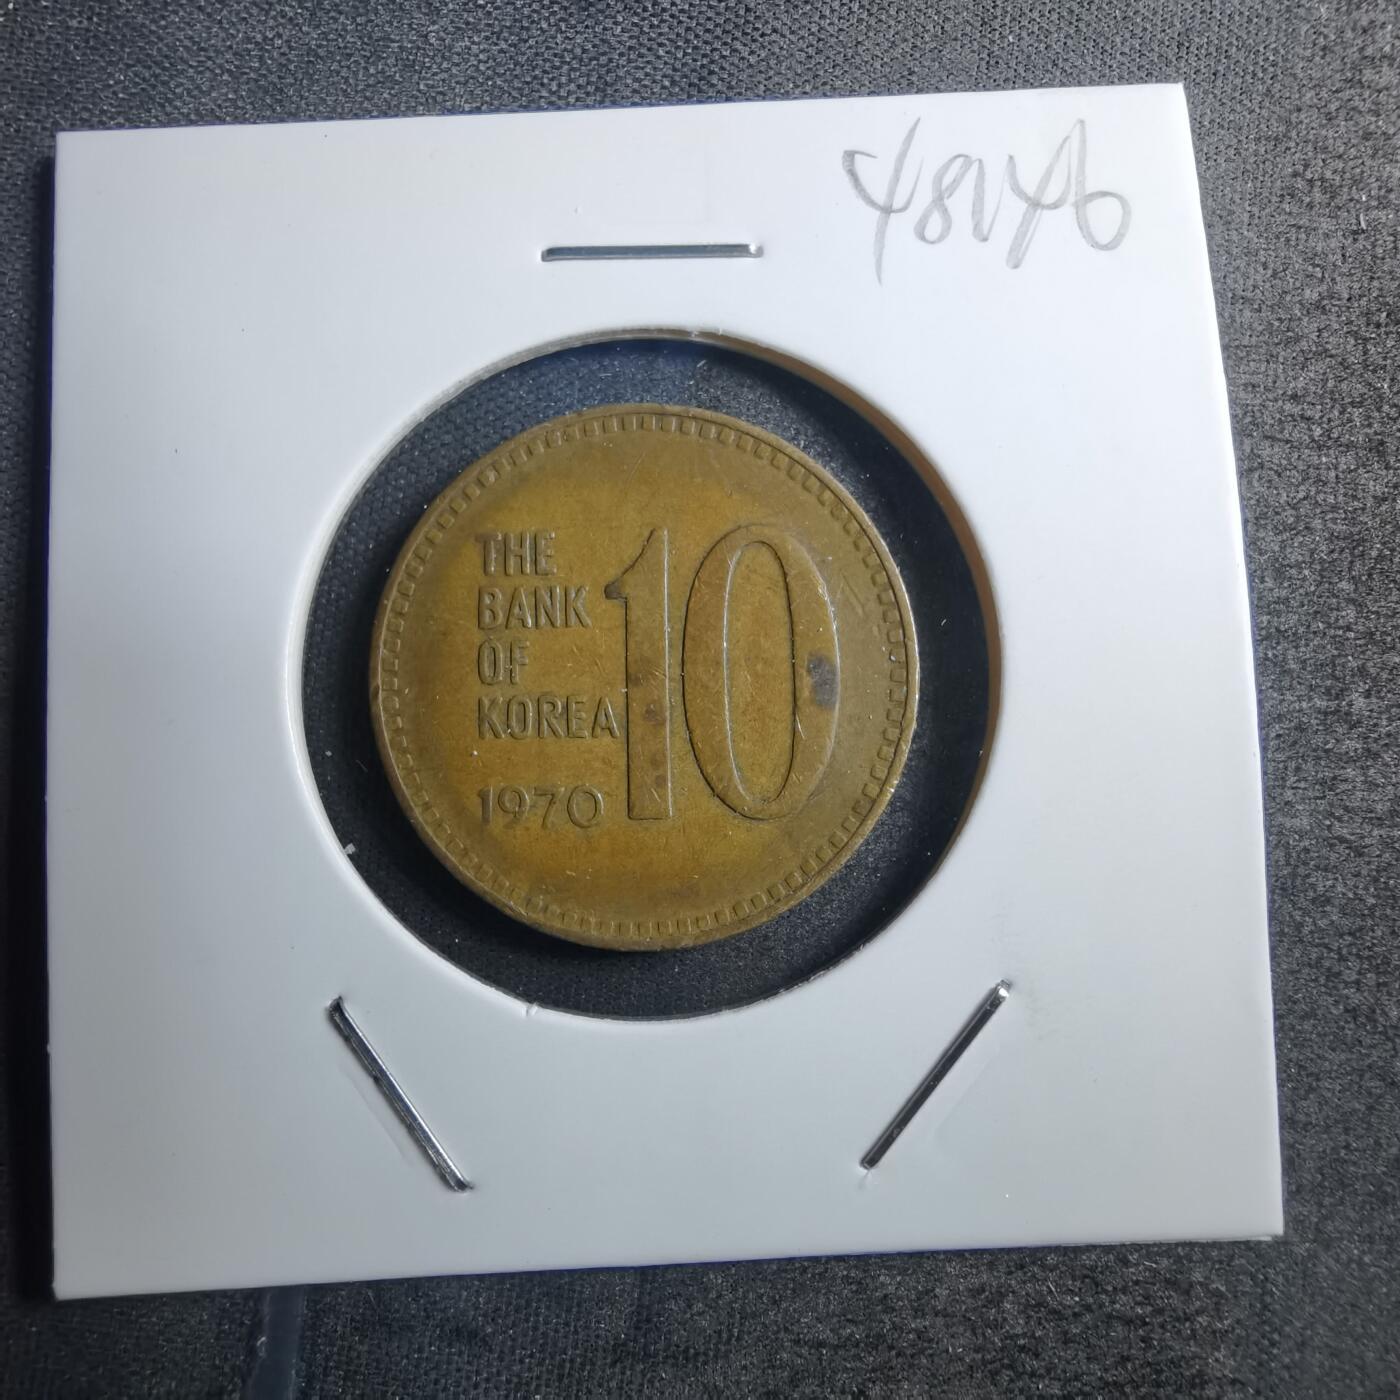 THE
BANK
OF
KOREA
1970
10